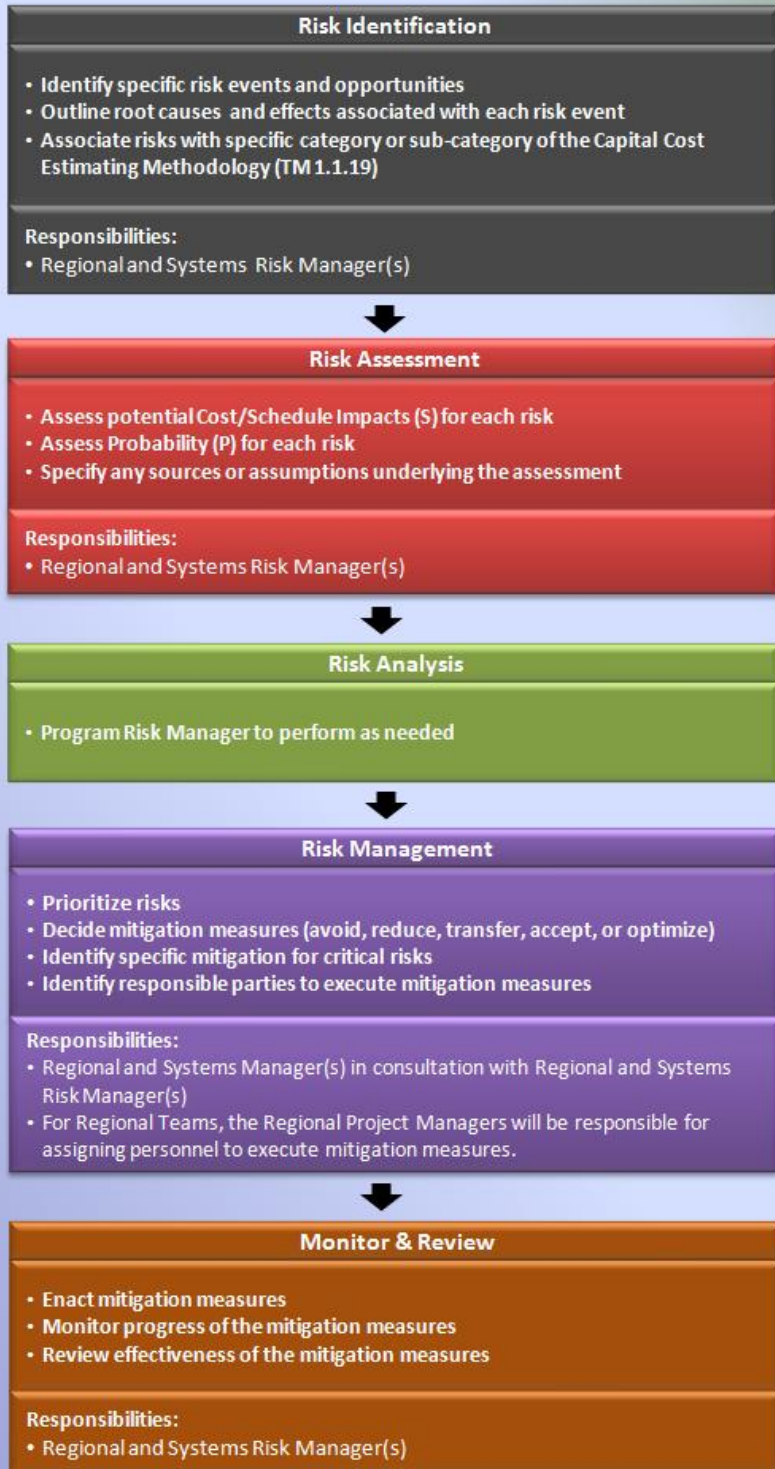 Risk Identification
• Identify specific risk events and opportunities
• Outline root causes and effects associated with each risk event
• Associate risks with specific category or sub-category of the Capital Cost
Estimating Methodology (TM 1.1.19)
Responsibilities:
• Regional and Systems Risk Manager(s)
Risk Assessment
• Assess potential Cost/Schedule Impacts (S) for each risk
• Assess Probability (P) for each risk
• Specify any sources or assumptions underlying the assessment
Responsibilities:
• Regional and Systems Risk Manager(s)
Risk Analysis
• Program Risk Manager to perform as needed
Risk Management
• Prioritize risks
• Decide mitigation measures (avoid, reduce, transfer, accept, or optimize)
• Identify specific mitigation for critical risks
• Identify responsible parties to execute mitigation measures
Responsibilities:
• Regional and Systems Manager(s) in consultation with Regional and Systems
Risk Manager(s)
• For Regional Teams, the Regional Project Managers will be responsible for
assigning personnel to execute mitigation measures.
Monitor & Review
• Enact mitigation measures
• Monitor progress of the mitigation measures
• Review effectiveness of the mitigation measures
Responsibilities:
• Regional and Systems Risk Manager(s)